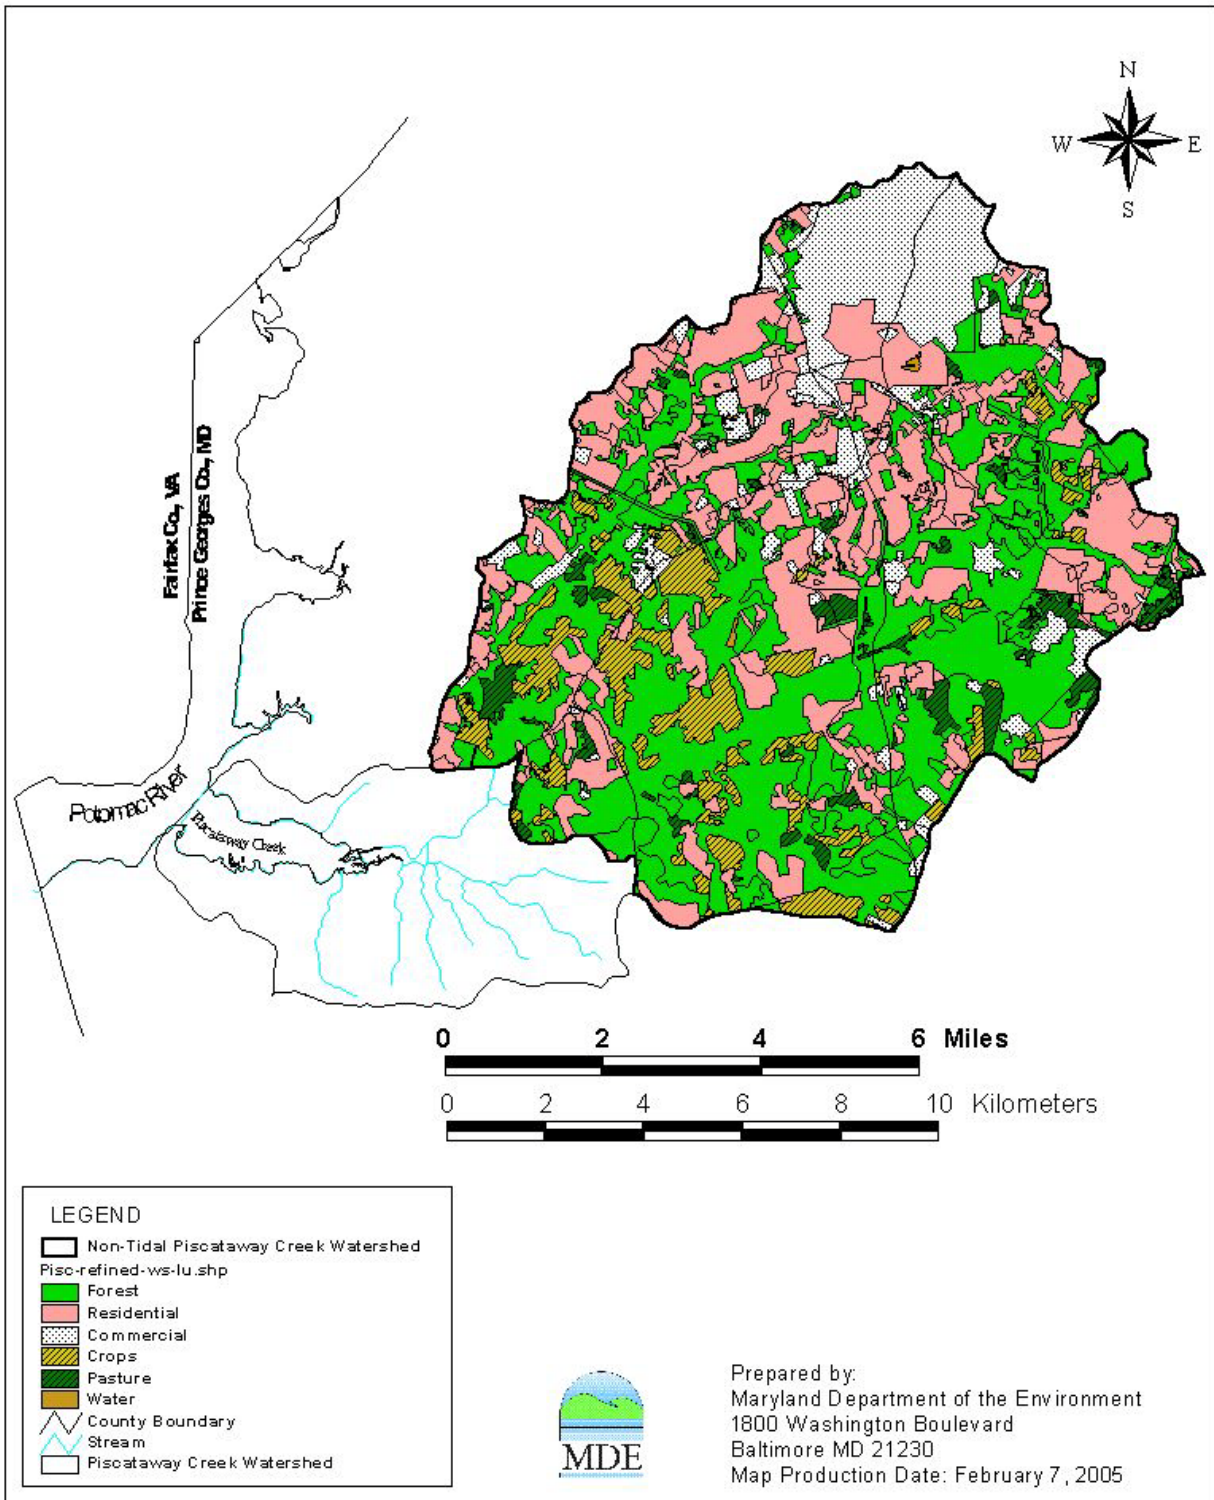 N
W E
S
Fairfax Co., VA
Prince Georges Co., MD
Potomac River
Piscataway Creek
0 2 4 6 Miles
0 2 4 6 8 10 Kilometers
LEGEND
Non-Tidal Piscataway Creek Watershed
Pisc-refined-ws-lu.shp
Forest
Residential
Commercial
Crops
Pasture
Water
County Boundary
Stream
Piscataway Creek Watershed
MDE
Prepared by:
Maryland Department of the Environment
1800 Washington Boulevard
Baltimore MD 21230
Map Production Date: February 7, 2005